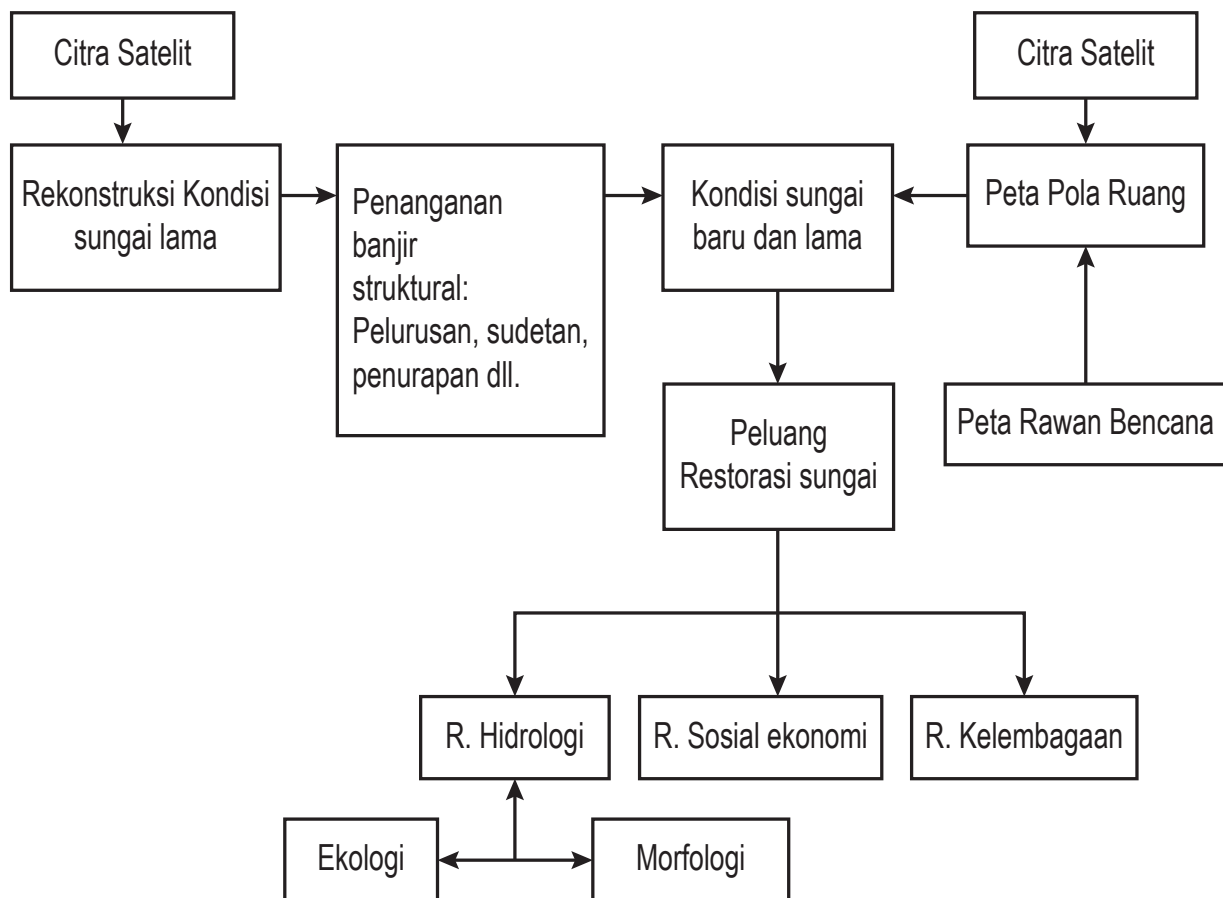 Citra Satelit
Citra Satelit
Rekonstruksi Kondisi
sungai lama
Penanganan
banjir
struktural:
Pelurusan, sudetan,
penurapan dll.
Kondisi sungai
baru dan lama
Peta Pola Ruang
Peta Rawan Bencana
Peluang
Restorasi sungai
R. Hidrologi
R. Sosial ekonomi
R. Kelembagaan
Ekologi
Morfologi